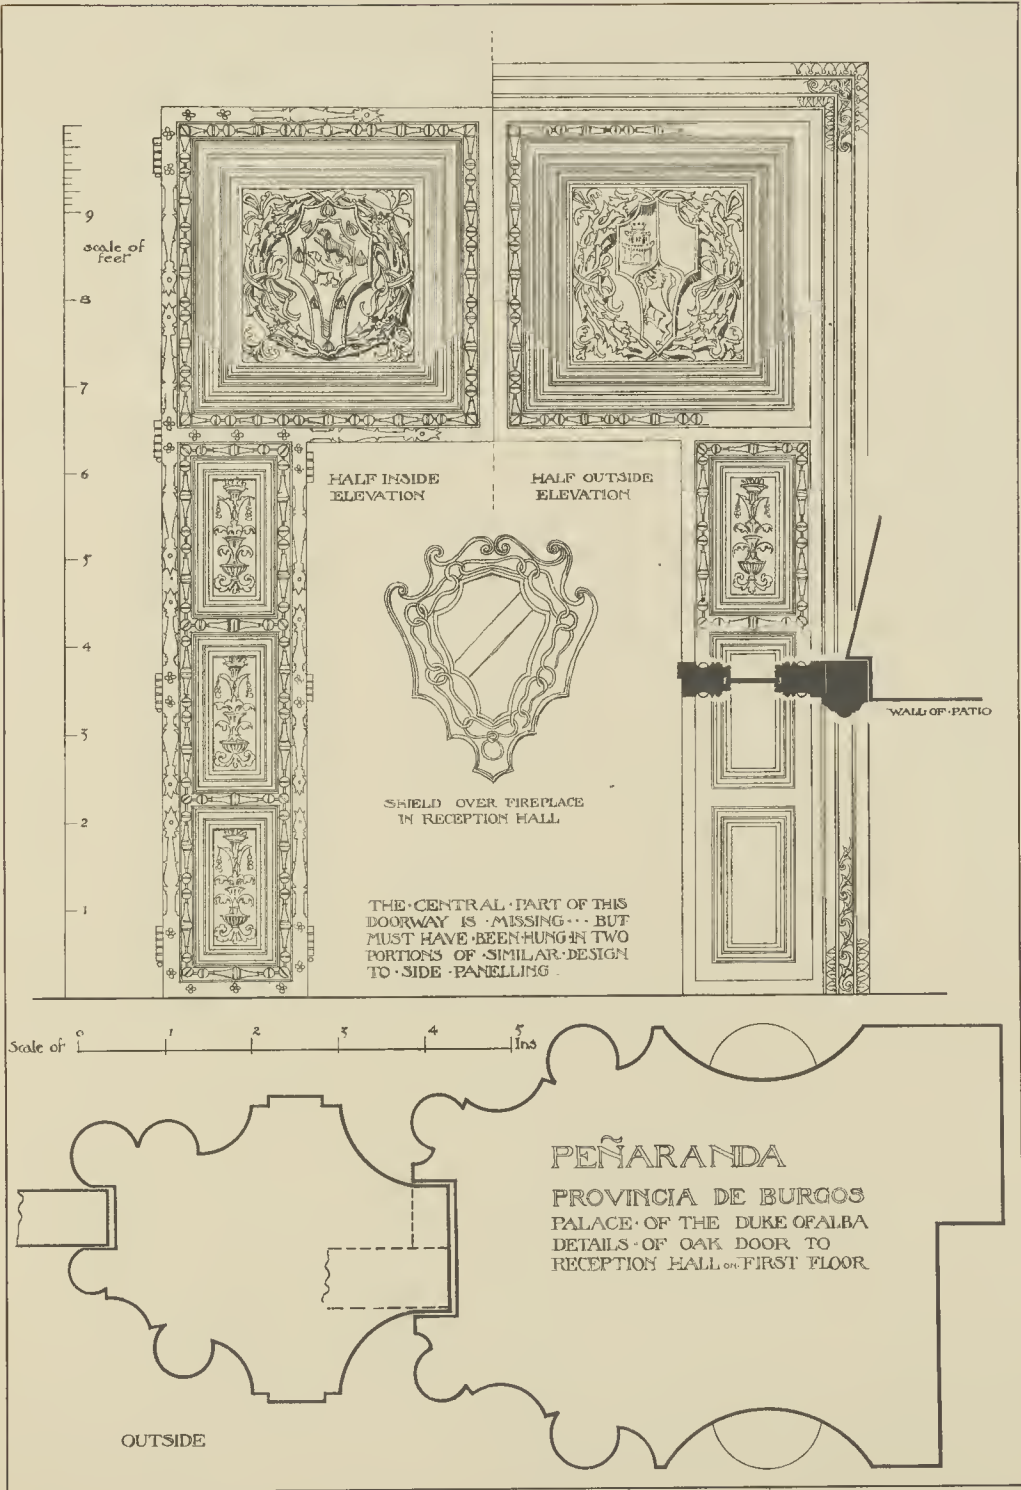 9
scale of
feet
8
7
6
5
4
3
2
1
HALF INSIDE
ELEVATION
HALF OUTSIDE
ELEVATION
WALL·OF·PATIO
SHIELD OVER FIREPLACE
IN RECEPTION HALL
THE·CENTRAL·PART OF THIS
DOORWAY IS ·MISSING··· BUT
MUST HAVE·BEEN·HUNG·IN TWO
PORTIONS OF ·SIMILAR·DESIGN
TO·SIDE·PANELLING
Scale of 0 1 2 3 4 5 Ins
PEÑARANDA
PROVINCIA DE BURGOS
PALACE·OF THE DUKE OF ALBA
DETAILS·OF OAK DOOR TO
RECEPTION HALL on FIRST FLOOR
OUTSIDE